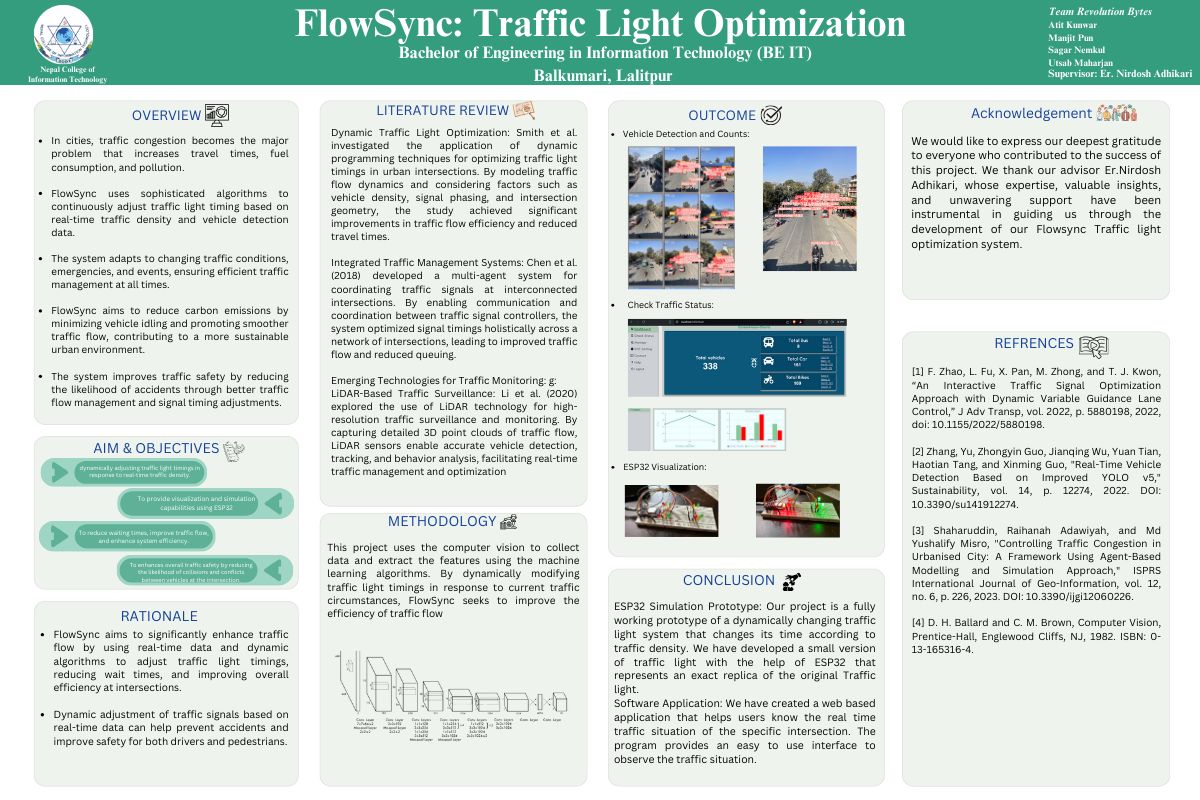 FlowSync: Traffic Light Optimization
Bachelor of Engineering in Information Technology (BE IT)
Balkumari, Lalitpur
Nepal College of
Information Technology
Team Revolution Bytes
Atit Kunwar
Manjit Pun
Sagar Nemkul
Utsab Maharjan
Supervisor: Er. Nirdosh Adhikari
OVERVIEW
• In cities, traffic congestion becomes the major
problem that increases travel times, fuel
consumption, and pollution.
• FlowSync uses sophisticated algorithms to
continuously adjust traffic light timing based on
real-time traffic density and vehicle detection
data.
• The system adapts to changing traffic conditions,
emergencies, and events, ensuring efficient traffic
management at all times.
• FlowSync aims to reduce carbon emissions by
minimizing vehicle idling and promoting smoother
traffic flow, contributing to a more sustainable
urban environment.
• The system improves traffic safety by reducing
the likelihood of accidents through better traffic
flow management and signal timing adjustments.
AIM & OBJECTIVES
dynamically adjusting traffic light timings in
response to real-time traffic density.
To provide visualization and simulation
capabilities using ESP32
To reduce waiting times, improve traffic flow,
and enhance system efficiency.
To enhances overall traffic safety by reducing
the likelihood of collisions and conflicts
between vehicles at the intersection.
RATIONALE
• FlowSync aims to significantly enhance traffic
flow by using real-time data and dynamic
algorithms to adjust traffic light timings,
reducing wait times, and improving overall
efficiency at intersections.
• Dynamic adjustment of traffic signals based on
real-time data can help prevent accidents and
improve safety for both drivers and pedestrians.
LITERATURE REVIEW
Dynamic Traffic Light Optimization: Smith et al.
investigated the application of dynamic
programming techniques for optimizing traffic light
timings in urban intersections. By modeling traffic
flow dynamics and considering factors such as
vehicle density, signal phasing, and intersection
geometry, the study achieved significant
improvements in traffic flow efficiency and reduced
travel times.
Integrated Traffic Management Systems: Chen et al.
(2018) developed a multi-agent system for
coordinating traffic signals at interconnected
intersections. By enabling communication and
coordination between traffic signal controllers, the
system optimized signal timings holistically across a
network of intersections, leading to improved traffic
flow and reduced queuing.
Emerging Technologies for Traffic Monitoring: g:
LiDAR-Based Traffic Surveillance: Li et al. (2020)
explored the use of LiDAR technology for high-
resolution traffic surveillance and monitoring. By
capturing detailed 3D point clouds of traffic flow,
LiDAR sensors enable accurate vehicle detection,
tracking, and behavior analysis, facilitating real-time
traffic management and optimization
METHODOLOGY
This project uses the computer vision to collect
data and extract the features using the machine
learning algorithms. By dynamically modifying
traffic light timings in response to current traffic
circumstances, FlowSync seeks to improve the
efficiency of traffic flow
OUTCOME
• Vehicle Detection and Counts:
• Check Traffic Status:
Total vehicles
338
Total Bus
8
Total Car
161
Total Bikes
169
• ESP32 Visualization:
CONCLUSION
ESP32 Simulation Prototype: Our project is a fully
working prototype of a dynamically changing traffic
light system that changes its time according to
traffic density. We have developed a small version
of traffic light with the help of ESP32 that
represents an exact replica of the original Traffic
light.
Software Application: We have created a web based
application that helps users know the real time
traffic situation of the specific intersection. The
program provides an easy to use interface to
observe the traffic situation.
Acknowledgement
We would like to express our deepest gratitude
to everyone who contributed to the success of
this project. We thank our advisor Er.Nirdosh
Adhikari, whose expertise, valuable insights,
and unwavering support have been
instrumental in guiding us through the
development of our Flowsync Traffic light
optimization system.
REFRENCES
[1] F. Zhao, L. Fu, X. Pan, M. Zhong, and T. J. Kwon,
“An Interactive Traffic Signal Optimization
Approach with Dynamic Variable Guidance Lane
Control,” J Adv Transp, vol. 2022, p. 5880198, 2022,
doi: 10.1155/2022/5880198.
[2] Zhang, Yu, Zhongyin Guo, Jianqing Wu, Yuan Tian,
Haotian Tang, and Xinming Guo, "Real-Time Vehicle
Detection Based on Improved YOLO v5,"
Sustainability, vol. 14, p. 12274, 2022. DOI:
10.3390/su141912274.
[3] Shaharuddin, Raihanah Adawiyah, and Md
Yushalify Misro, "Controlling Traffic Congestion in
Urbanised City: A Framework Using Agent-Based
Modelling and Simulation Approach," ISPRS
International Journal of Geo-Information, vol. 12,
no. 6, p. 226, 2023. DOI: 10.3390/ijgi12060226.
[4] D. H. Ballard and C. M. Brown, Computer Vision,
Prentice-Hall, Englewood Cliffs, NJ, 1982. ISBN: 0-
13-165316-4.